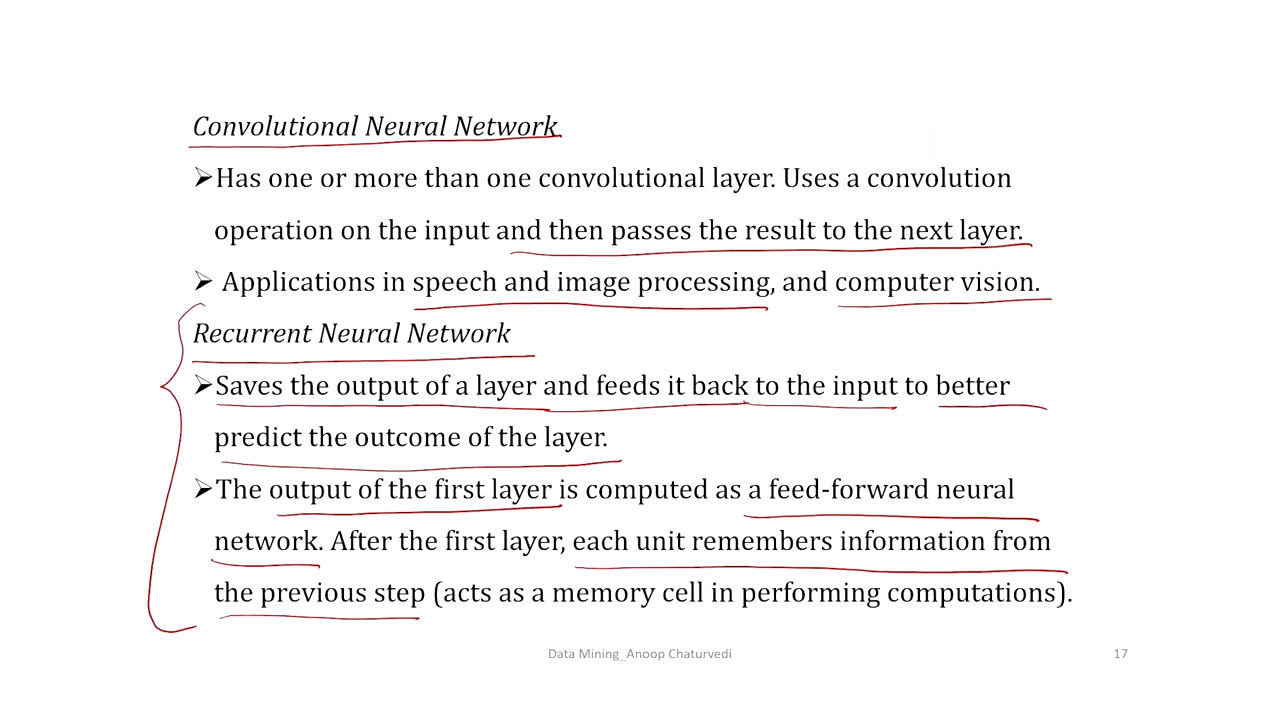 Convolutional Neural Network
➢Has one or more than one convolutional layer. Uses a convolution
operation on the input and then passes the result to the next layer.
➢ Applications in speech and image processing, and computer vision.
Recurrent Neural Network
➢Saves the output of a layer and feeds it back to the input to better
predict the outcome of the layer.
➢The output of the first layer is computed as a feed-forward neural
network. After the first layer, each unit remembers information from
the previous step (acts as a memory cell in performing computations).
Data Mining_Anoop Chaturvedi 17